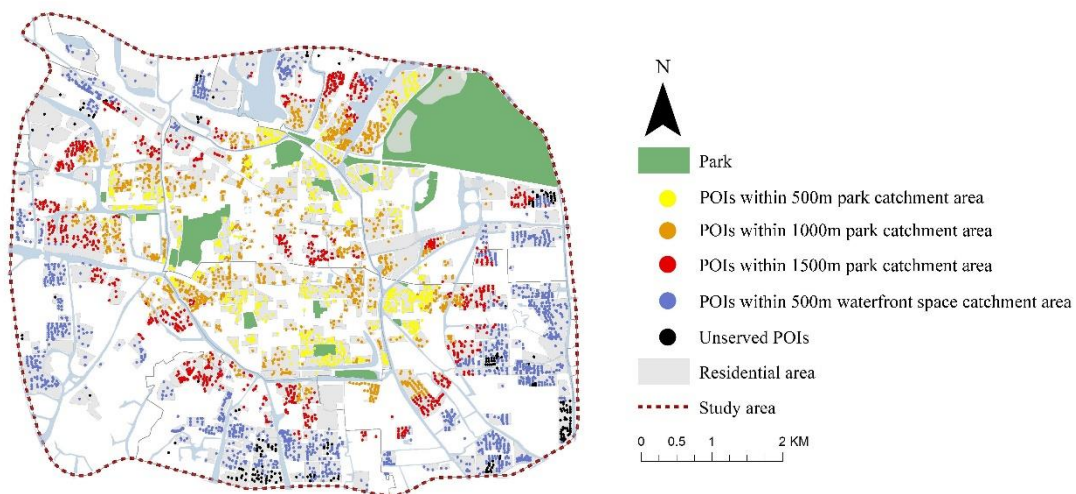 N
Park
POIs within 500m park catchment area
POIs within 1000m park catchment area
POIs within 1500m park catchment area
POIs within 500m waterfront space catchment area
Unserved POIs
Residential area
Study area
0 0.5 1 2 KM